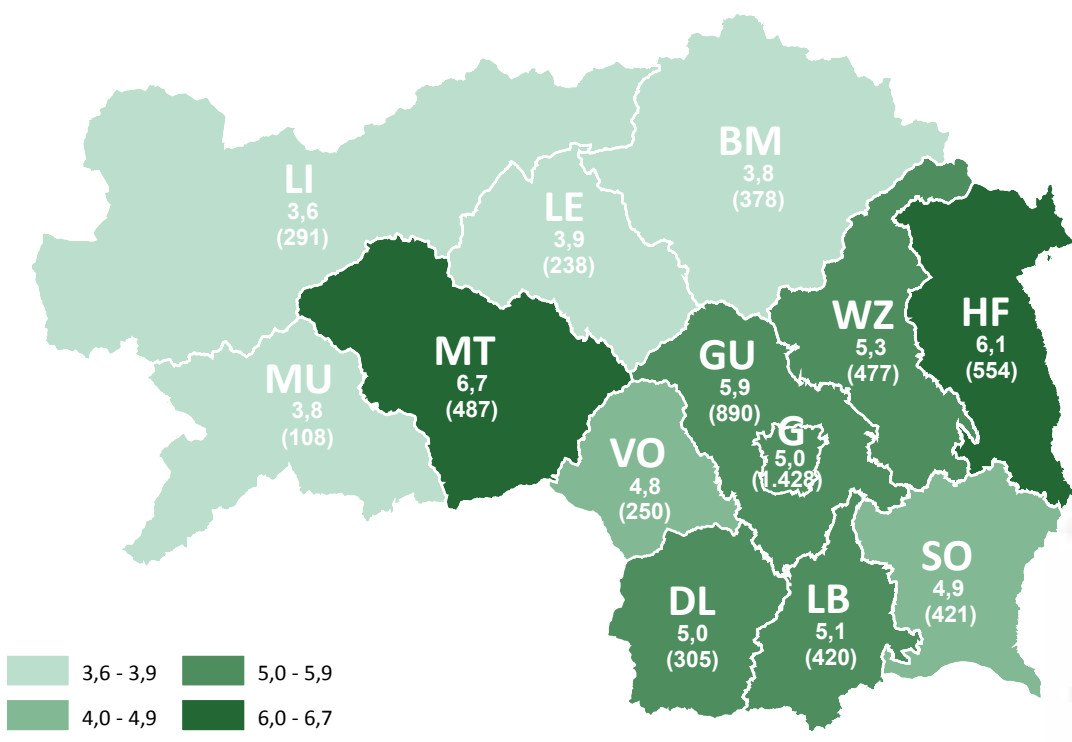 BM
3,8
(378)
LI
3,6
(291)
LE
3,9
(238)
WZ
5,3
(477)
HF
6,1
(554)
MT
6,7
(487)
GU
5,9
(890)
MU
3,8
(108)
G
5,0
(1.428)
VO
4,8
(250)
SO
4,9
(421)
DL
5,0
(305)
LB
5,1
(420)
3,6 - 3,9
5,0 - 5,9
4,0 - 4,9
6,0 - 6,7